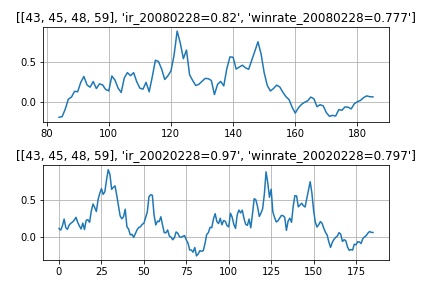 [[43, 45, 48, 59], 'ir_20080228=0.82', 'winrate_20080228=0.777']
0.5
0.0
80 100 120 140 160 180
[[43, 45, 48, 59], 'ir_20020228=0.97', 'winrate_20020228=0.797']
0.5
0.0
0 25 50 75 100 125 150 175